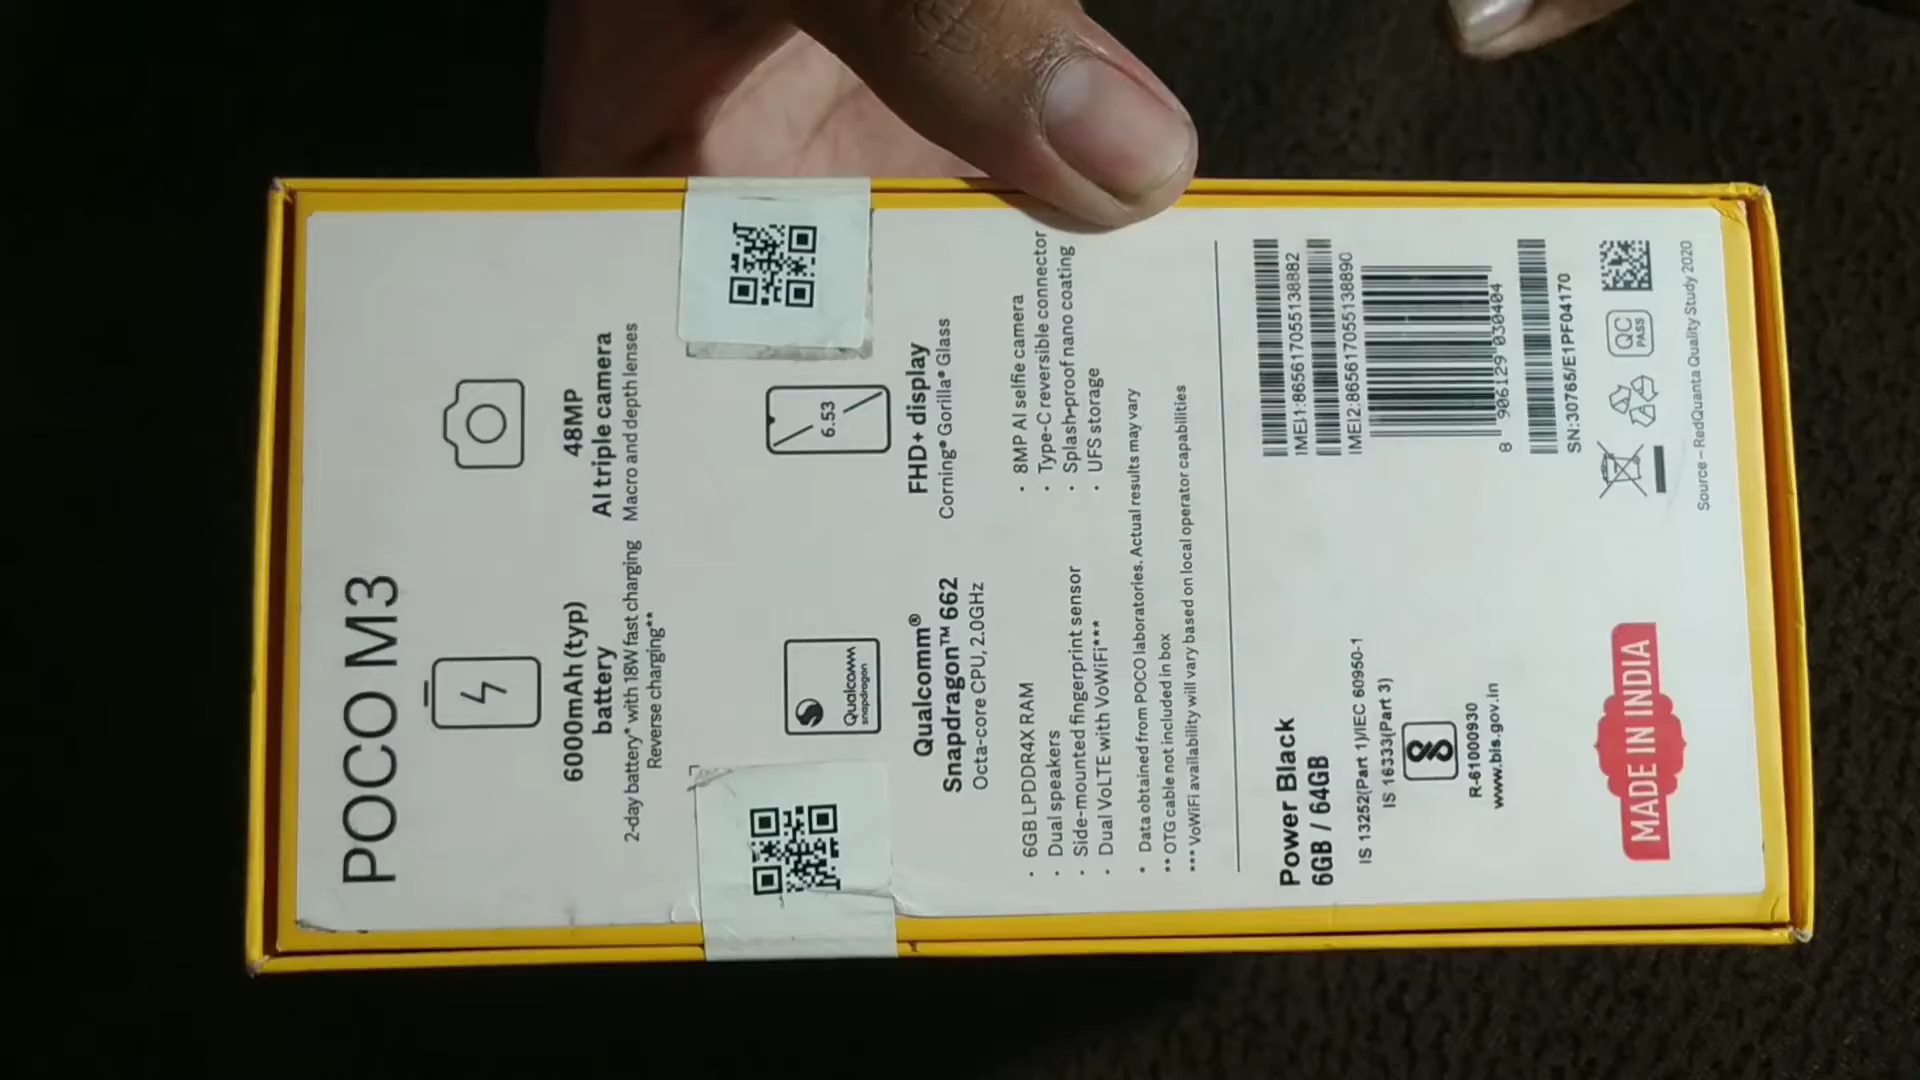 POCO M3
6000mAh (typ)
battery
2-day battery* with 18W fast charging
Reverse charging**
48MP
AI triple camera
Macro and depth lenses
Qualcomm
snapdragon
Qualcomm®
Snapdragon™ 662
Octa-core CPU, 2.0GHz
6.53
FHD+ display
Corning® Gorilla® Glass
· 6GB LPDDR4X RAM
· Dual speakers
· Side-mounted fingerprint sensor
· Dual VoLTE with VoWiFi***
· 8MP AI selfie camera
· Type-C reversible connector
· Splash-proof nano coating
· UFS storage
* Data obtained from POCO laboratories. Actual results may vary
** OTG cable not included in box
*** VoWiFi availability will vary based on local operator capabilities
Power Black
6GB / 64GB
IS 13252(Part 1)/IEC 60950-1
IS 16333(Part 3)
R-61000930
www.bis.gov.in
IMEI1:865617055138882
IMEI2:865617055138890
8 906129 030404
SN:30765/E1PF04170
QC
PASS
MADE IN INDIA
Source – RedQuanta Quality Study 2020